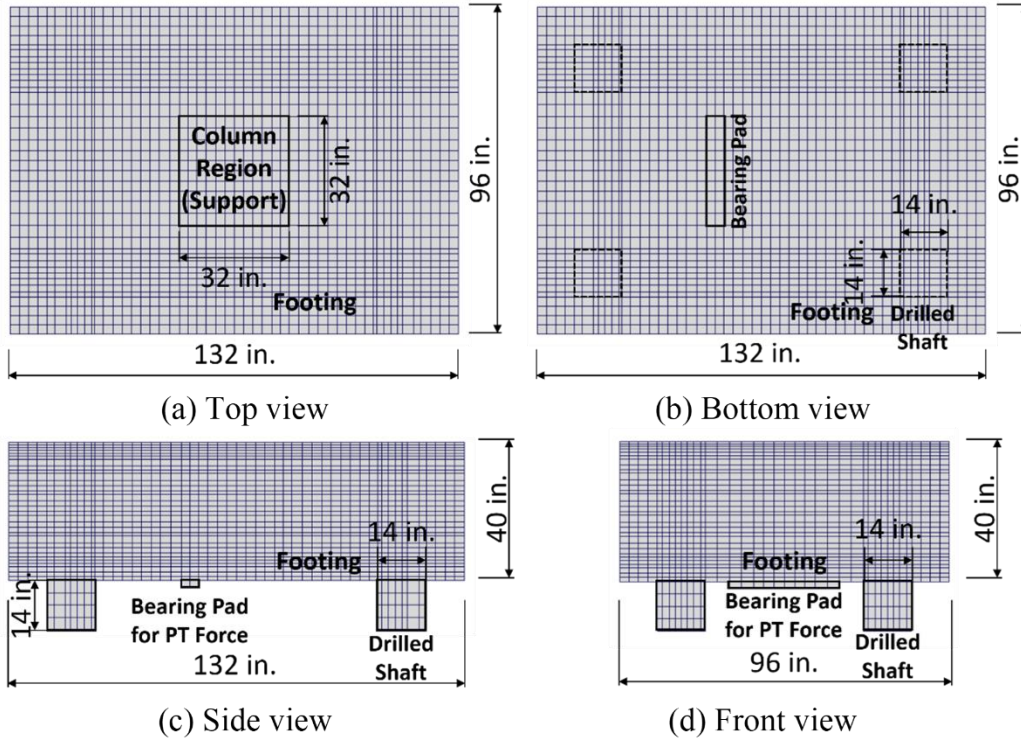 Column
Region
(Support)
32 in.
32 in.
Footing
96 in.
132 in.
(a) Top view
Bearing Pad
14 in.
14 in.
Footing
Drilled
Shaft
96 in.
132 in.
(b) Bottom view
14 in.
Footing
40 in.
14 in.
Bearing Pad
for PT Force
Drilled
Shaft
132 in.
(c) Side view
14 in.
Footing
40 in.
Bearing Pad
for PT Force
Drilled
Shaft
96 in.
(d) Front view